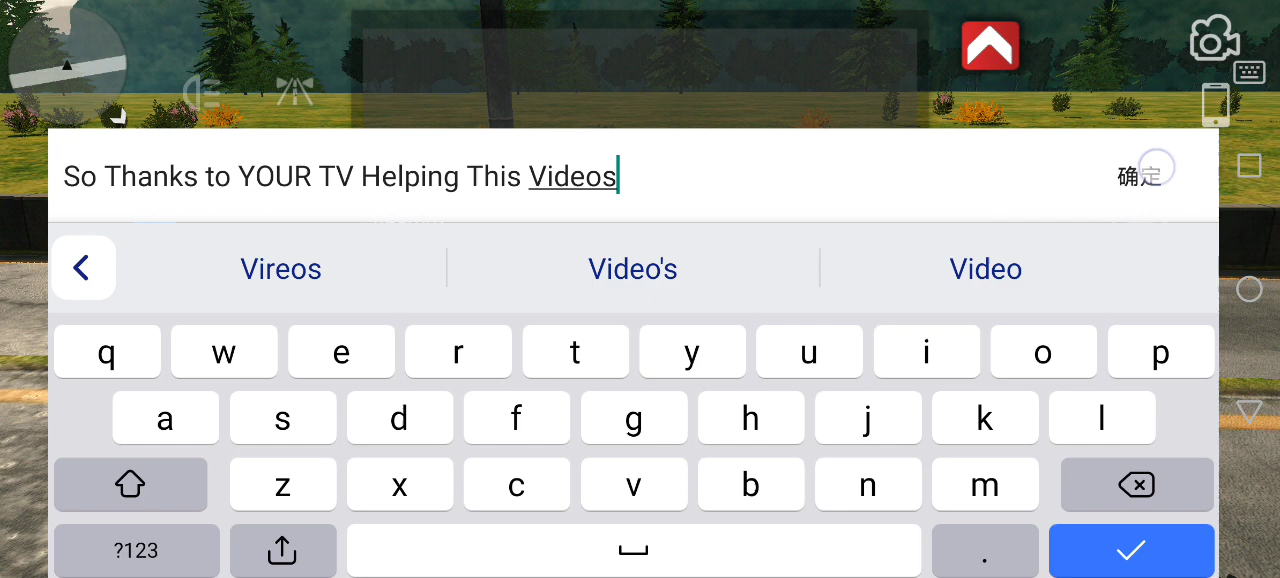 So Thanks to YOUR TV Helping This Videos
确定
Vireos
Video's
Video
q w e r t y u i o p
a s d f g h j k l
z x c v b n m
?123 .